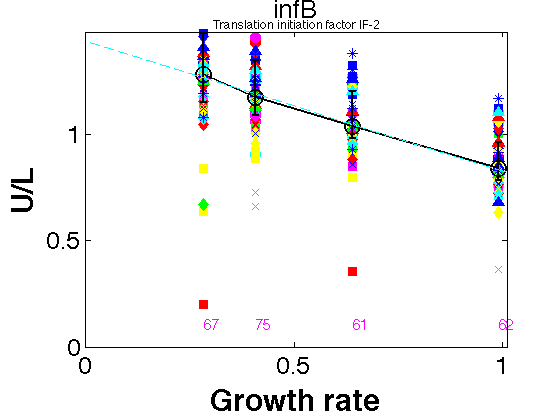 infB
Translation initiation factor IF-2
U/L
1
0.5
0
67
75
61
62
0
0.5
1
Growth rate